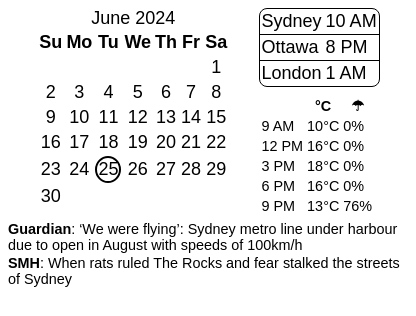 June 2024
Su Mo Tu We Th Fr Sa
1
2 3 4 5 6 7 8
9 10 11 12 13 14 15
16 17 18 19 20 21 22
23 24 25 26 27 28 29
30
Sydney 10 AM
Ottawa 8 PM
London 1 AM
°C ☂
9 AM 10°C 0%
12 PM 16°C 0%
3 PM 18°C 0%
6 PM 16°C 0%
9 PM 13°C 76%
Guardian: ‘We were flying’: Sydney metro line under harbour
due to open in August with speeds of 100km/h
SMH: When rats ruled The Rocks and fear stalked the streets
of Sydney